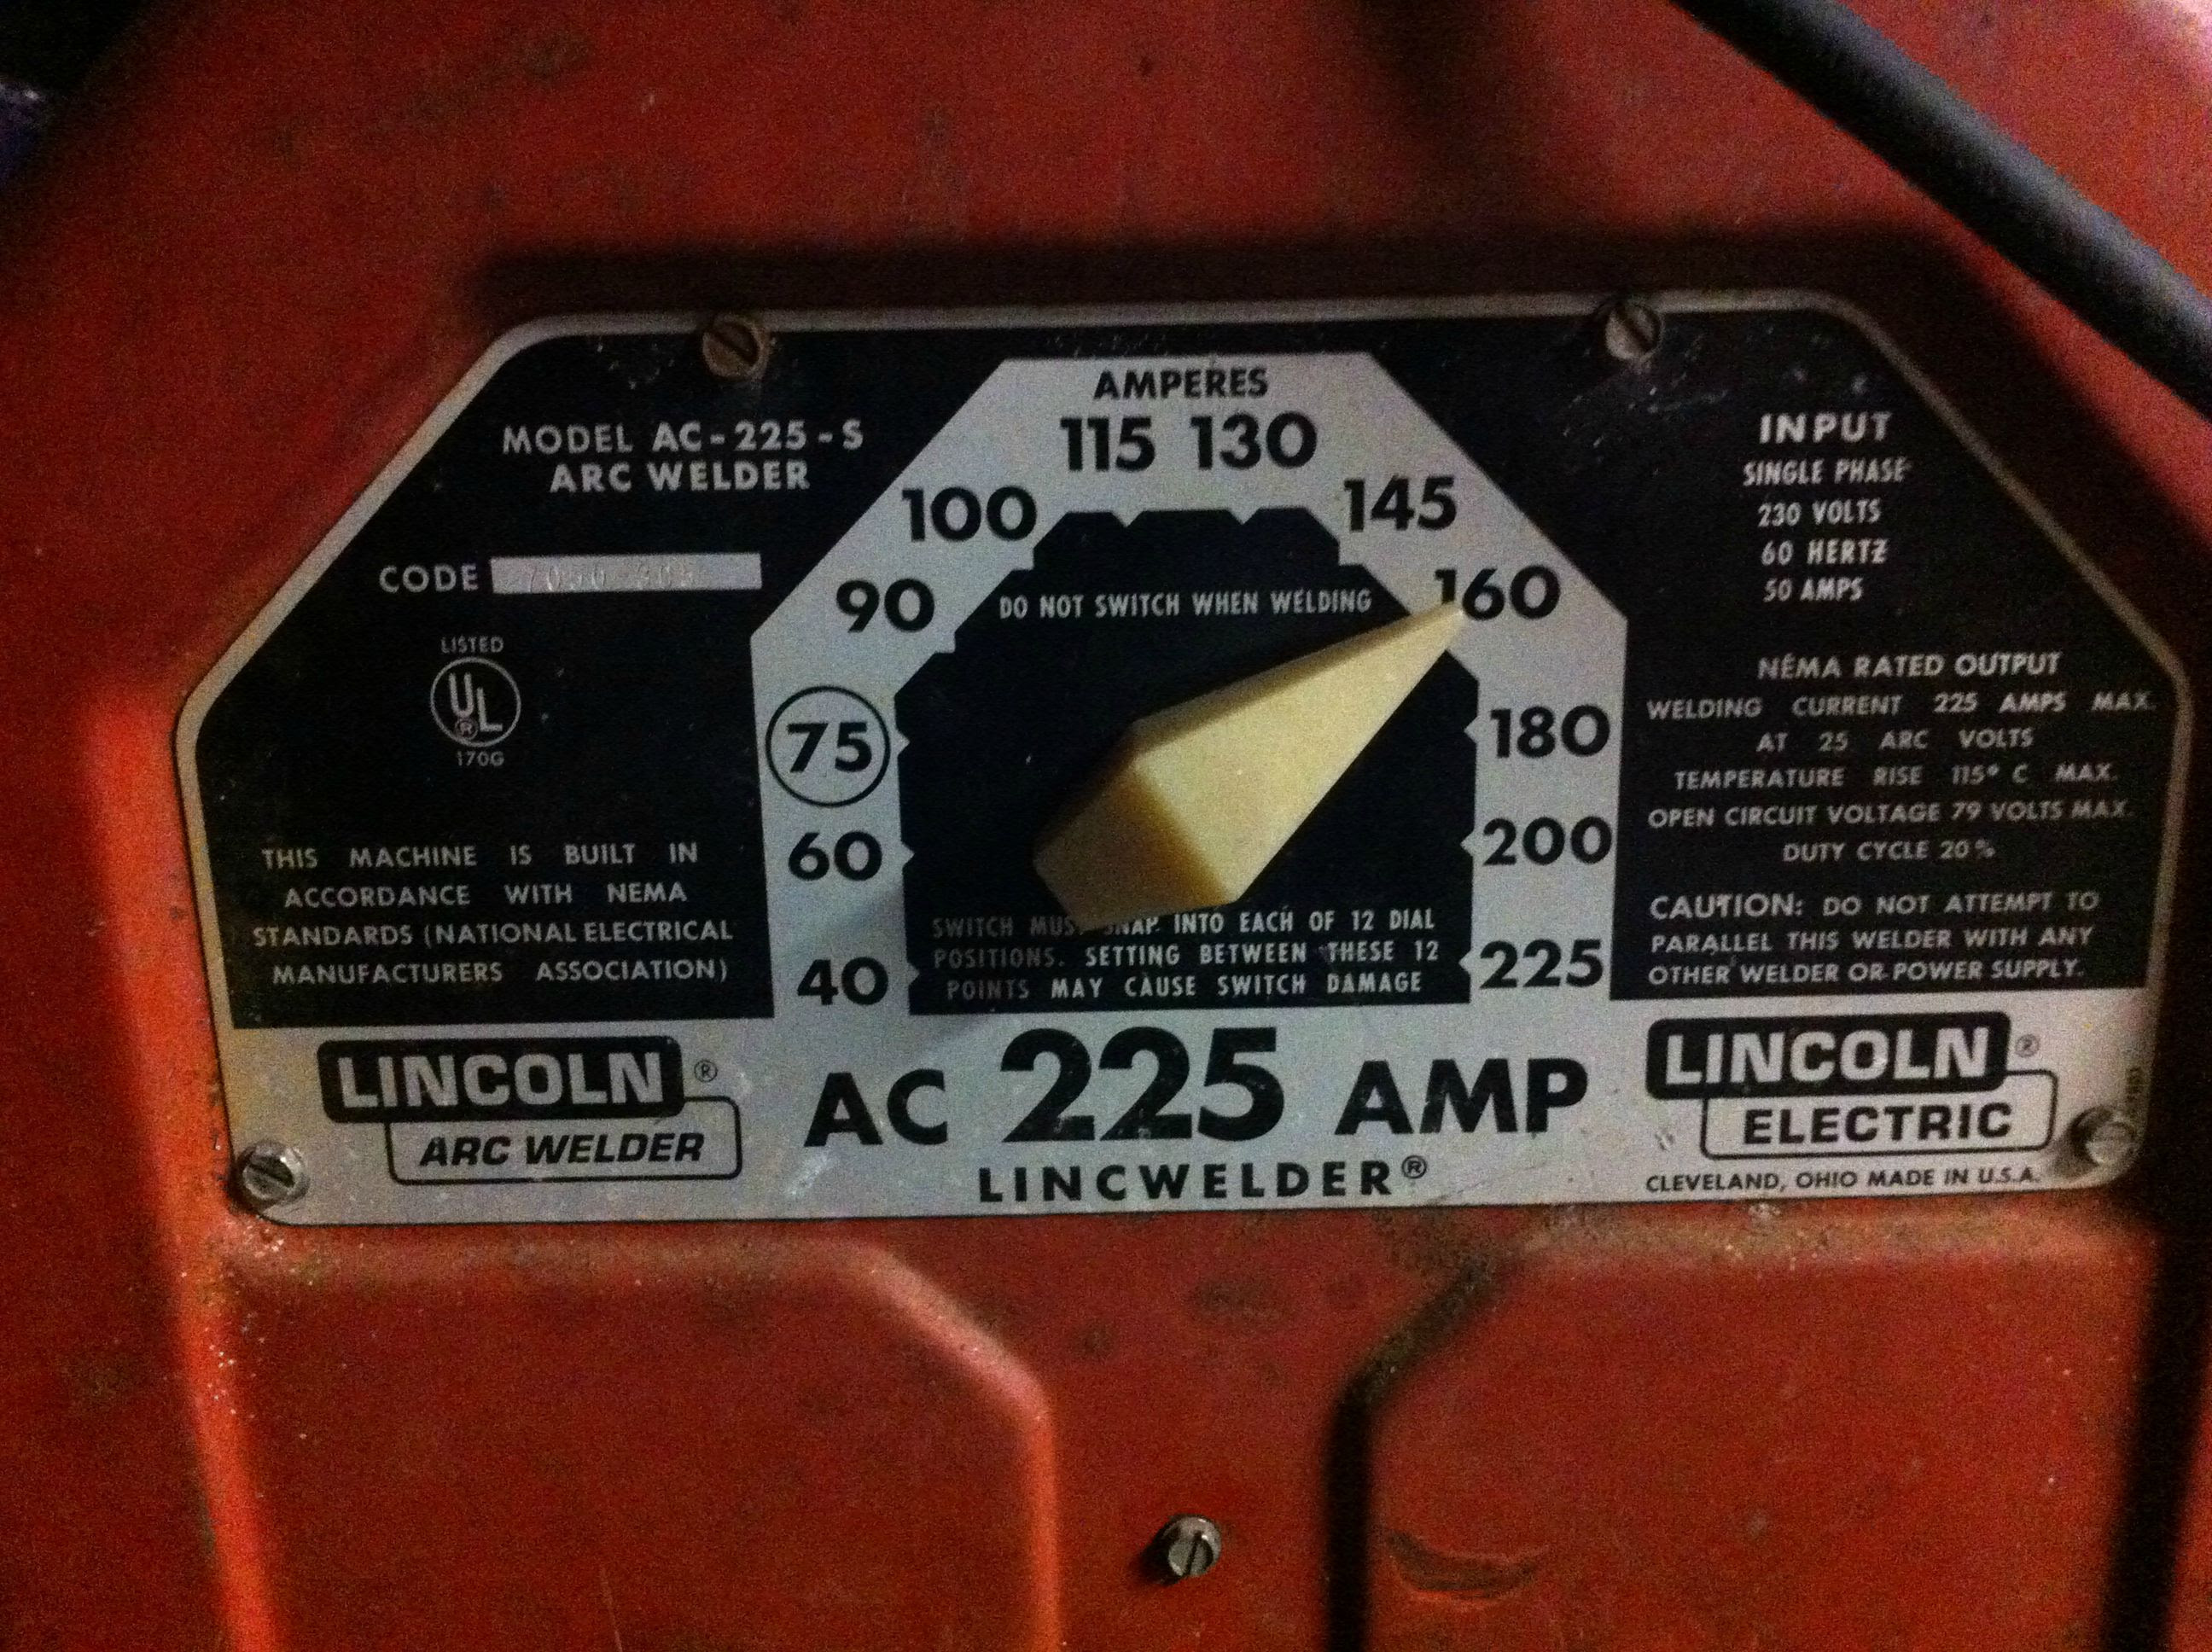 AMPERES
115 130
100 145
90 160
75 180
60 200
40 225
DO NOT SWITCH WHEN WELDING
SWITCH MUST SNAP INTO EACH OF 12 DIAL
POSITIONS. SETTING BETWEEN THESE 12
POINTS MAY CAUSE SWITCH DAMAGE
MODEL AC-225-S
ARC WELDER
CODE
LISTED
UL
®
170G
THIS MACHINE IS BUILT IN
ACCORDANCE WITH NEMA
STANDARDS (NATIONAL ELECTRICAL
MANUFACTURERS ASSOCIATION)
INPUT
SINGLE PHASE
230 VOLTS
60 HERTZ
50 AMPS
NEMA RATED OUTPUT
WELDING CURRENT 225 AMPS MAX.
AT 25 ARC VOLTS
TEMPERATURE RISE 115° C MAX.
OPEN CIRCUIT VOLTAGE 79 VOLTS MAX.
DUTY CYCLE 20%
CAUTION: DO NOT ATTEMPT TO
PARALLEL THIS WELDER WITH ANY
OTHER WELDER OR POWER SUPPLY.
LINCOLN ®
ARC WELDER
AC 225 AMP
LINCWELDER®
LINCOLN ®
ELECTRIC
CLEVELAND, OHIO MADE IN U.S.A.